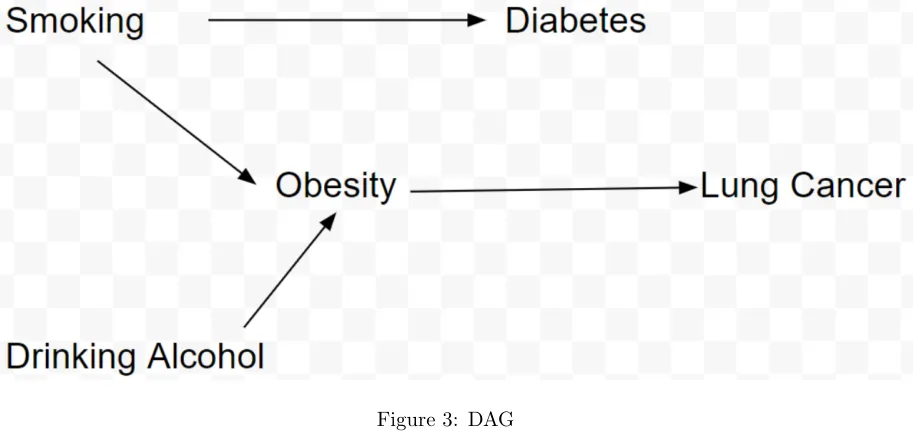 Smoking Diabetes
Obesity Lung Cancer
Drinking Alcohol
Figure 3: DAG